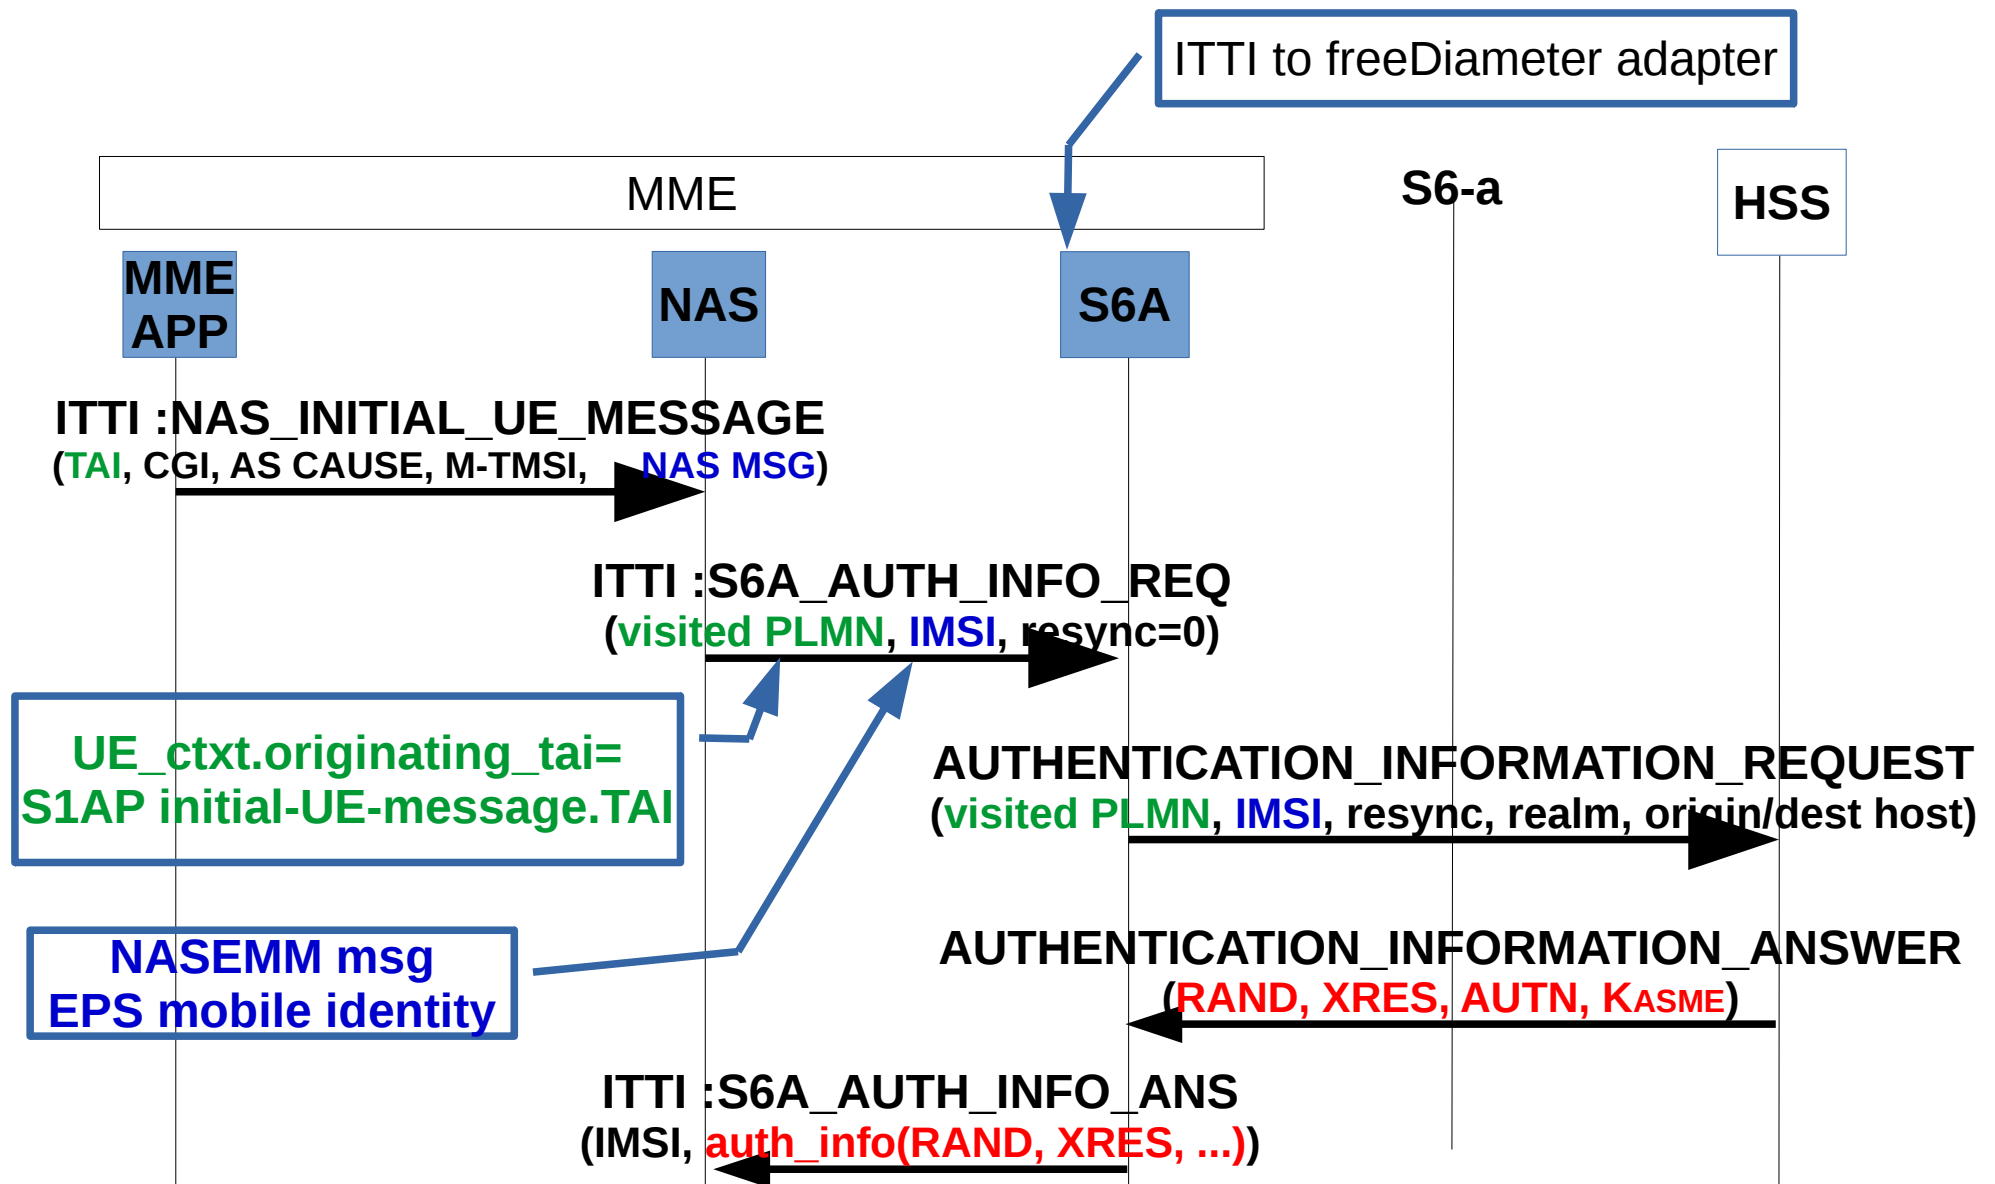 ITTI to freeDiameter adapter
MME
S6-a
HSS
MME
APP
NAS
S6A
ITTI :NAS_INITIAL_UE_MESSAGE
(TAI, CGI, AS CAUSE, M-TMSI, NAS MSG)
ITTI :S6A_AUTH_INFO_REQ
(visited PLMN, IMSI, resync=0)
UE_ctxt.originating_tai=
S1AP initial-UE-message.TAI
AUTHENTICATION_INFORMATION_REQUEST
(visited PLMN, IMSI, resync, realm, origin/dest host)
NASEMM msg
EPS mobile identity
AUTHENTICATION_INFORMATION_ANSWER
(RAND, XRES, AUTN, KASME)
ITTI :S6A_AUTH_INFO_ANS
(IMSI, auth_info(RAND, XRES, ...))